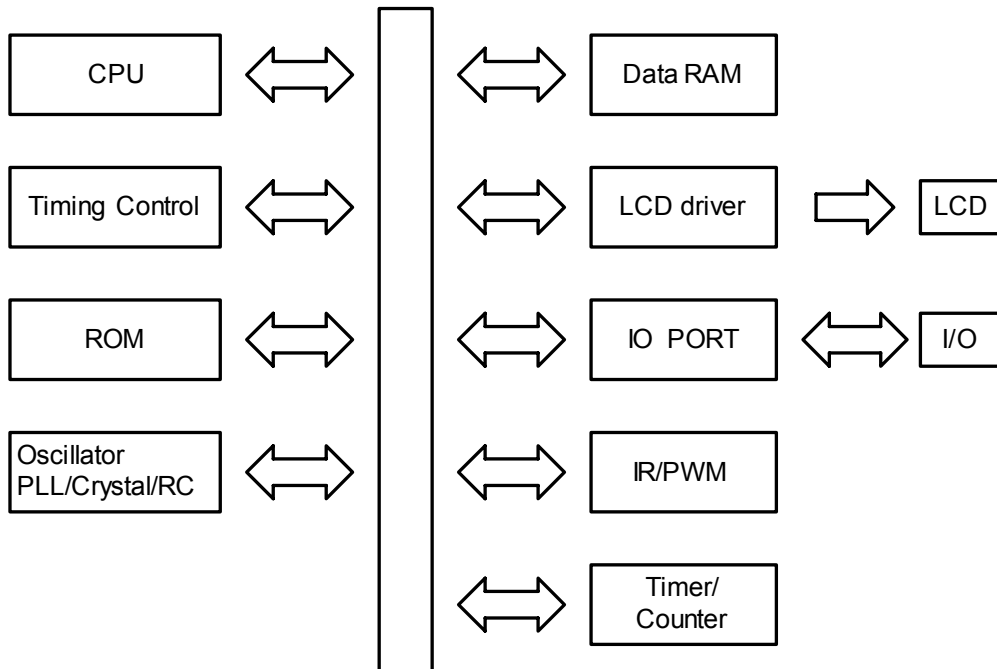 CPU
Data RAM
Timing Control
LCD driver
LCD
ROM
IO PORT
I/O
Oscillator
PLL/Crystal/RC
IR/PWM
Timer/
Counter